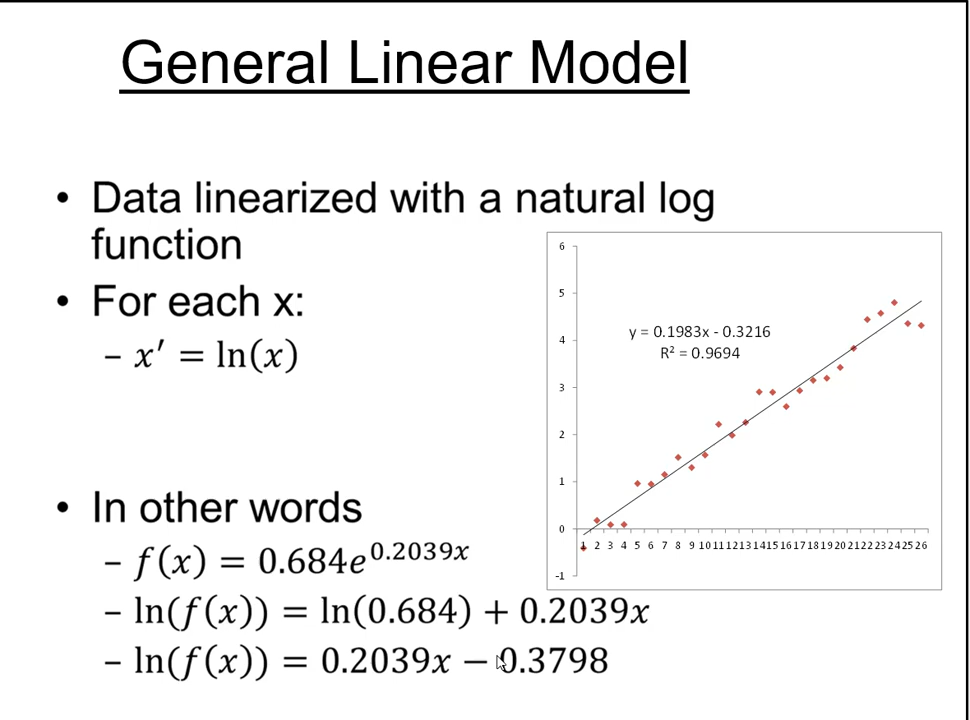 General Linear Model
• Data linearized with a natural log
function
• For each x:
– x′ = ln(x)
• In other words
– f(x) = 0.684e^0.2039x
– ln(f(x)) = ln(0.684) + 0.2039x
– ln(f(x)) = 0.2039x − 0.3798
6
5
y = 0.1983x - 0.3216
4
R² = 0.9694
3
2
1
0
1 2 3 4 5 6 7 8 9 10 11 12 13 14 15 16 17 18 19 20 21 22 23 24 25 26
-1